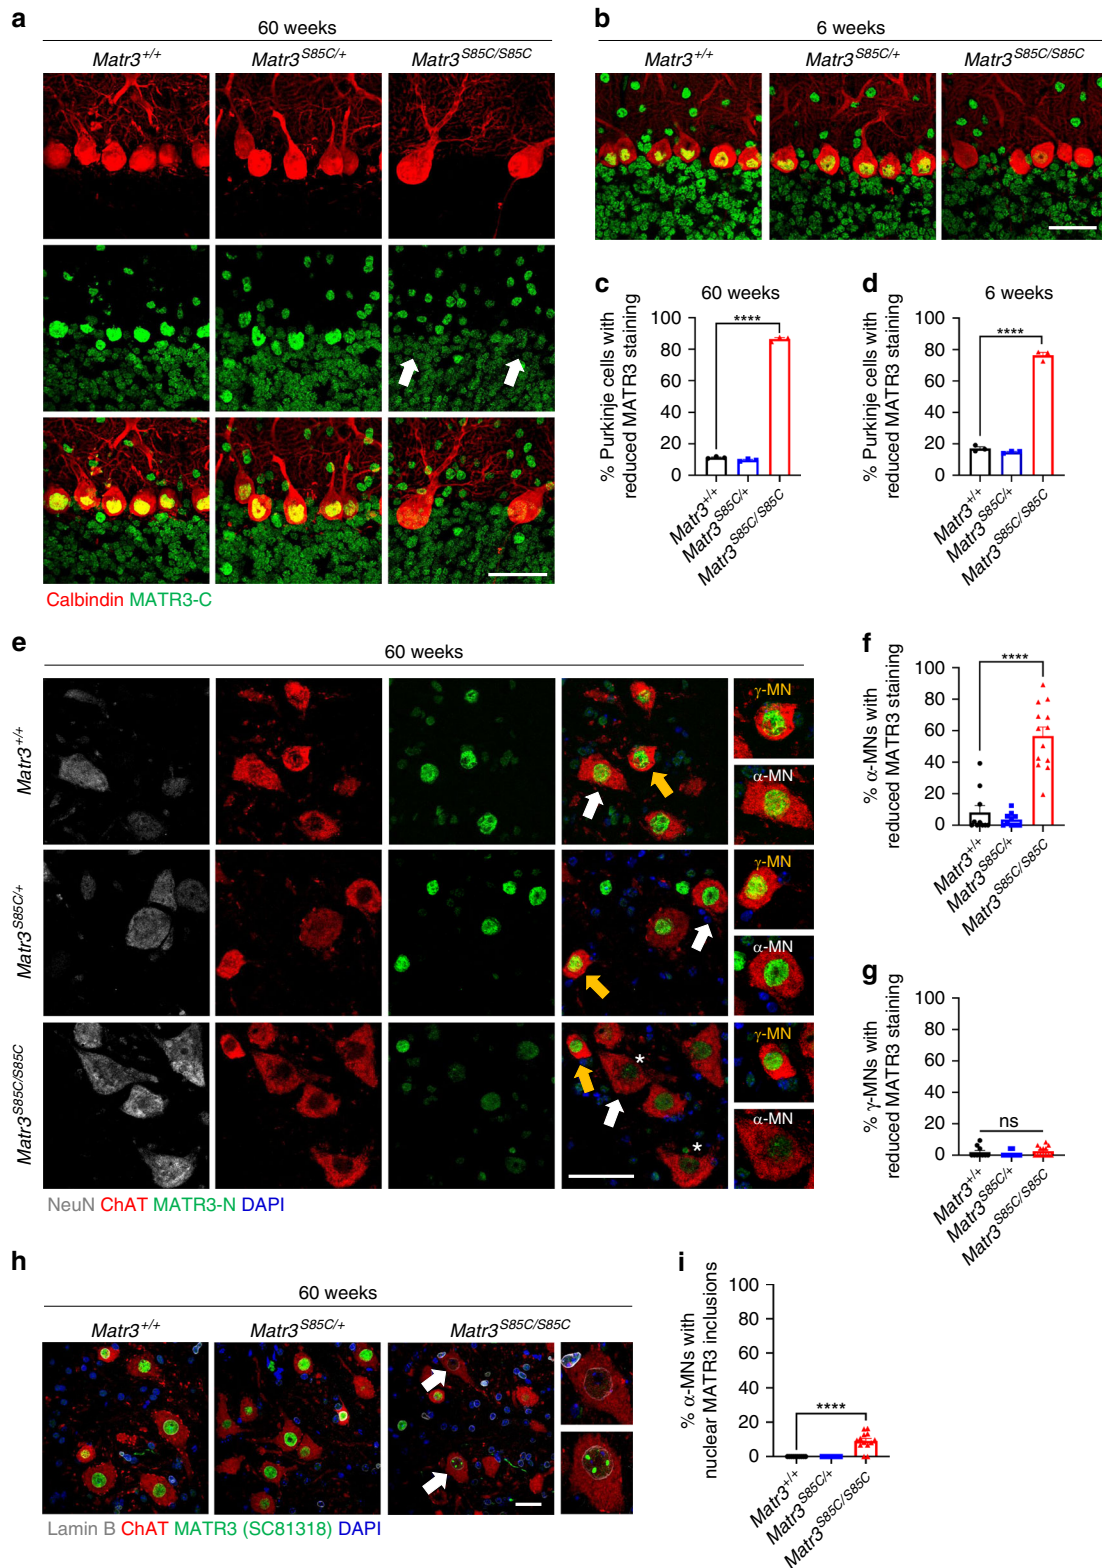 a
60 weeks
Matr3+/+ Matr3S85C/+ Matr3S85C/S85C
Calbindin MATR3-C
b
6 weeks
Matr3+/+ Matr3S85C/+ Matr3S85C/S85C
c
60 weeks
% Purkinje cells with
reduced MATR3 staining
100
80
60
40
20
0
****
Matr3+/+
Matr3S85C/+
Matr3S85C/S85C
d
6 weeks
% Purkinje cells with
reduced MATR3 staining
100
80
60
40
20
0
****
Matr3+/+
Matr3S85C/+
Matr3S85C/S85C
e
60 weeks
Matr3+/+
γ-MN
α-MN
Matr3S85C/+
γ-MN
α-MN
Matr3S85C/S85C
*
*
γ-MN
α-MN
NeuN ChAT MATR3-N DAPI
f
% α-MNs with
reduced MATR3 staining
100
80
60
40
20
0
****
Matr3+/+
Matr3S85C/+
Matr3S85C/S85C
g
% γ-MNs with
reduced MATR3 staining
100
80
60
40
20
0
ns
Matr3+/+
Matr3S85C/+
Matr3S85C/S85C
h
60 weeks
Matr3+/+ Matr3S85C/+ Matr3S85C/S85C
Lamin B ChAT MATR3 (SC81318) DAPI
i
% α-MNs with
nuclear MATR3 inclusions
100
80
60
40
20
0
****
Matr3+/+
Matr3S85C/+
Matr3S85C/S85C